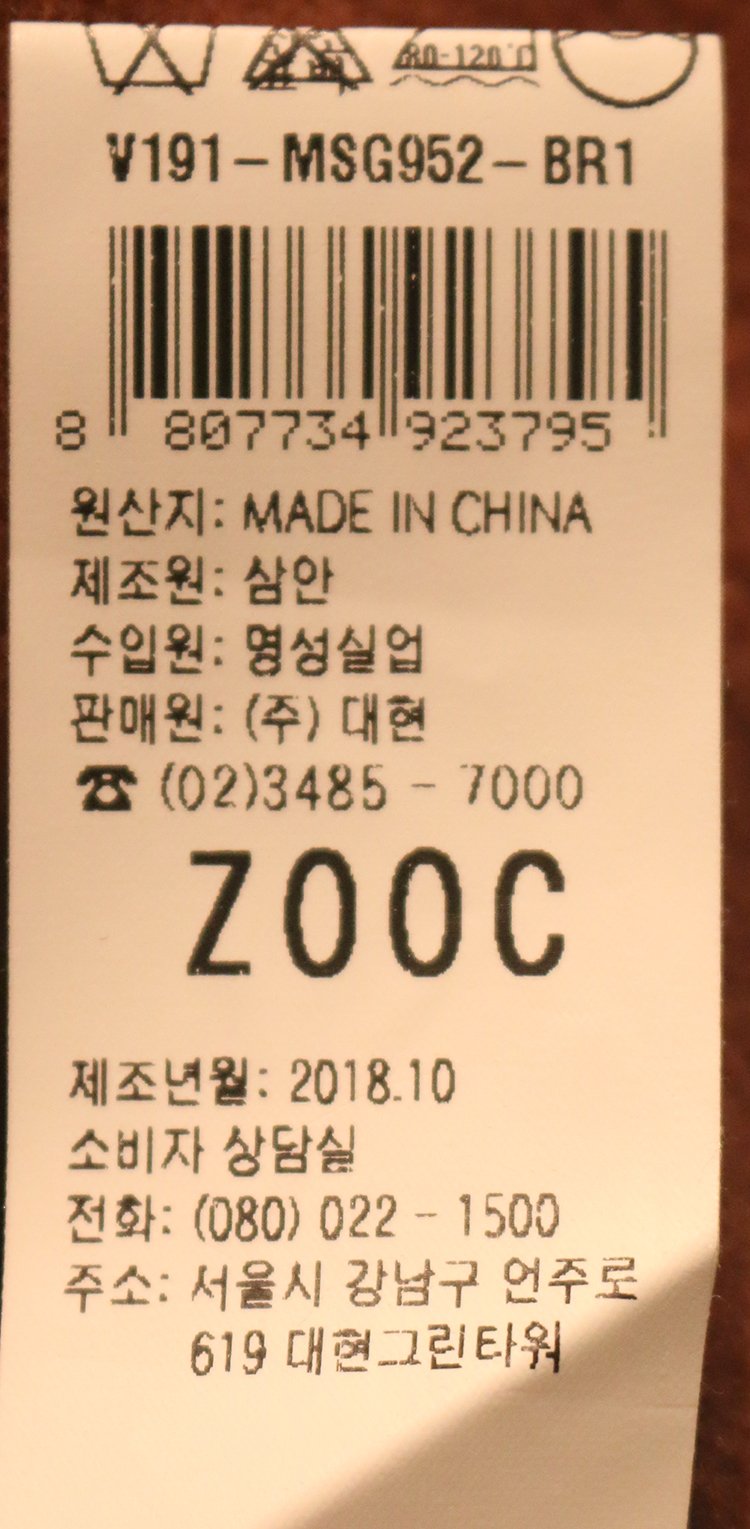 80-120℃
V191-MSG952-BR1
8 807734 923795
원산지: MADE IN CHINA
제조원: 삼안
수입원: 명성실업
판매원: (주) 대현
☎ (02)3485 - 7000
ZOOC
제조년월: 2018.10
소비자 상담실
전화: (080) 022 - 1500
주소: 서울시 강남구 언주로
619 대현그린타워